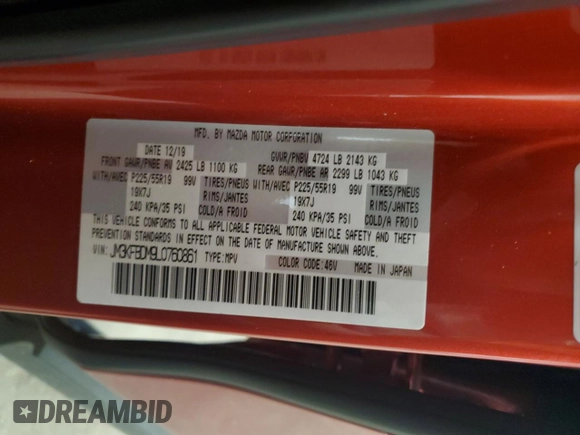 MFD. BY MAZDA MOTOR CORPORATION
DATE 12/19 GVWR/PNBV 4724 LB 2143 KG
FRONT GAWR/PNBE AV 2425 LB 1100 KG REAR GAWR/PNBE AR 2299 LB 1043 KG
WITH/AVEC P225/55R19 99V TIRES/PNEUS WITH/AVEC P225/55R19 99V TIRES/PNEUS
19X7J RIMS/JANTES 19X7J RIMS/JANTES
240 KPA/35 PSI COLD/A FROID 240 KPA/35 PSI COLD/A FROID
THIS VEHICLE CONFORMS TO ALL APPLICABLE FEDERAL MOTOR VEHICLE SAFETY AND THEFT
PREVENTION STANDARDS IN EFFECT ON THE DATE OF MANUFACTURE SHOWN ABOVE.
VIN: JM3KFBDM9L0760861 TYPE: MPV COLOR CODE: 46V MADE IN JAPAN
DREAMBID